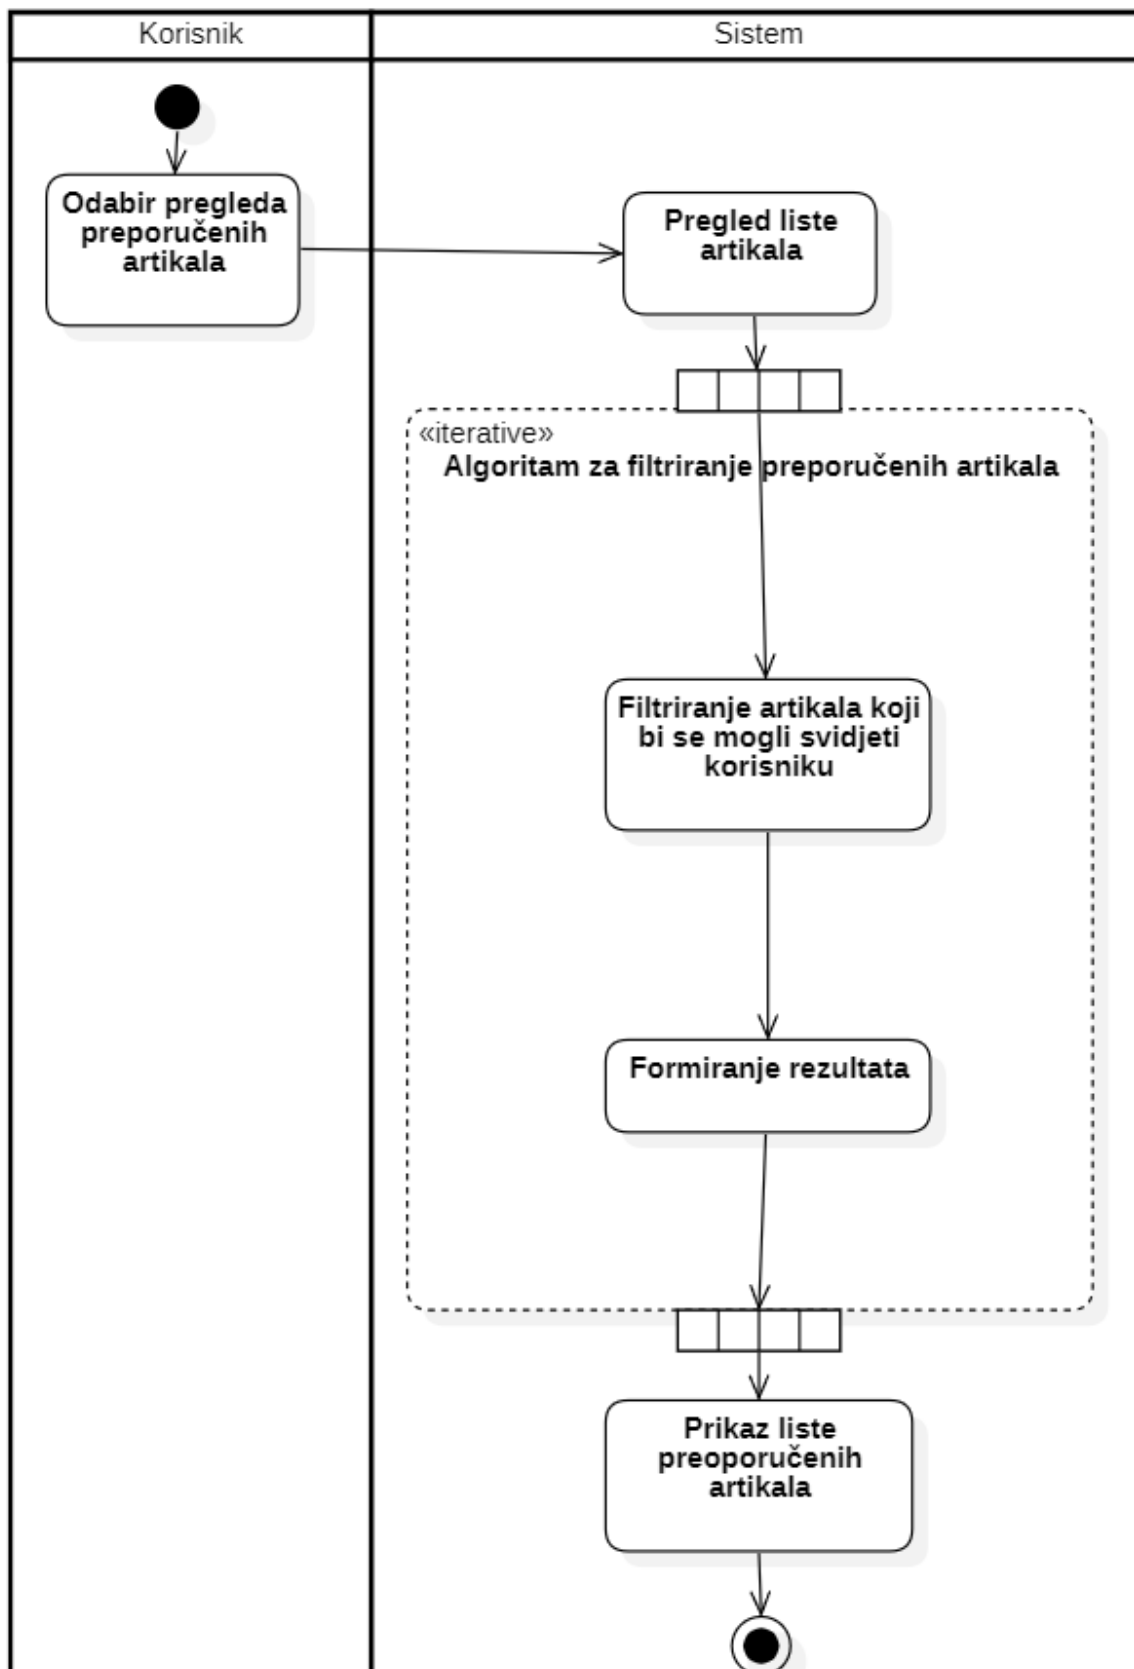 Korisnik
Sistem
Odabir pregleda
preporučenih
artikala
Pregled liste
artikala
«iterative»
Algoritam za filtriranje preporučenih artikala
Filtriranje artikala koji
bi se mogli svidjeti
korisniku
Formiranje rezultata
Prikaz liste
preoporučenih
artikala